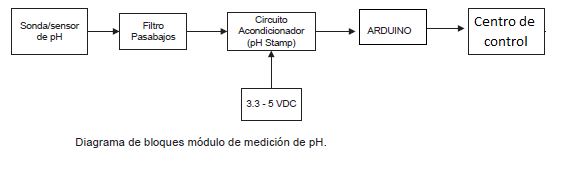 Sonda/sensor
de pH
Filtro
Pasabajos
Circuito
Acondicionador
(pH Stamp)
ARDUINO
Centro de
control
3.3 - 5 VDC
Diagrama de bloques módulo de medición de pH.